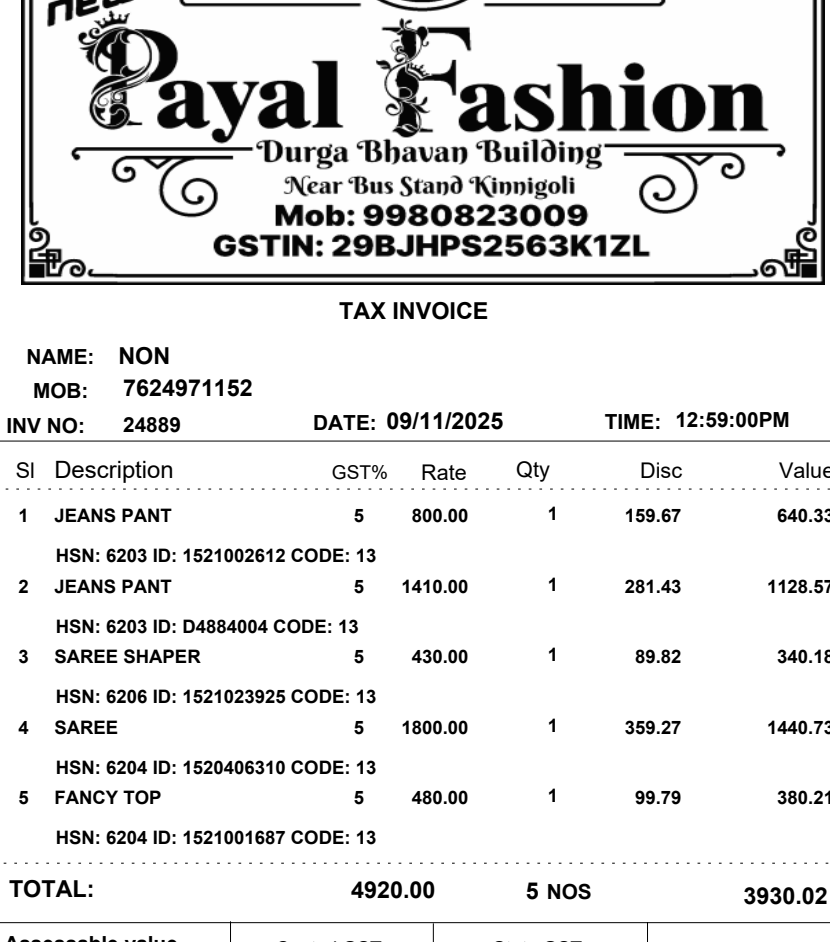 new
Payal Fashion
Durga Bhavan Building
Near Bus Stand Kinnigoli
Mob: 9980823009
GSTIN: 29BJHPS2563K1ZL
TAX INVOICE
NAME: NON
MOB: 7624971152
INV NO: 24889 DATE: 09/11/2025 TIME: 12:59:00PM
Sl Description GST% Rate Qty Disc Value
1 JEANS PANT 5 800.00 1 159.67 640.33
HSN: 6203 ID: 1521002612 CODE: 13
2 JEANS PANT 5 1410.00 1 281.43 1128.57
HSN: 6203 ID: D4884004 CODE: 13
3 SAREE SHAPER 5 430.00 1 89.82 340.18
HSN: 6206 ID: 1521023925 CODE: 13
4 SAREE 5 1800.00 1 359.27 1440.73
HSN: 6204 ID: 1520406310 CODE: 13
5 FANCY TOP 5 480.00 1 99.79 380.21
HSN: 6204 ID: 1521001687 CODE: 13
TOTAL: 4920.00 5 NOS 3930.02